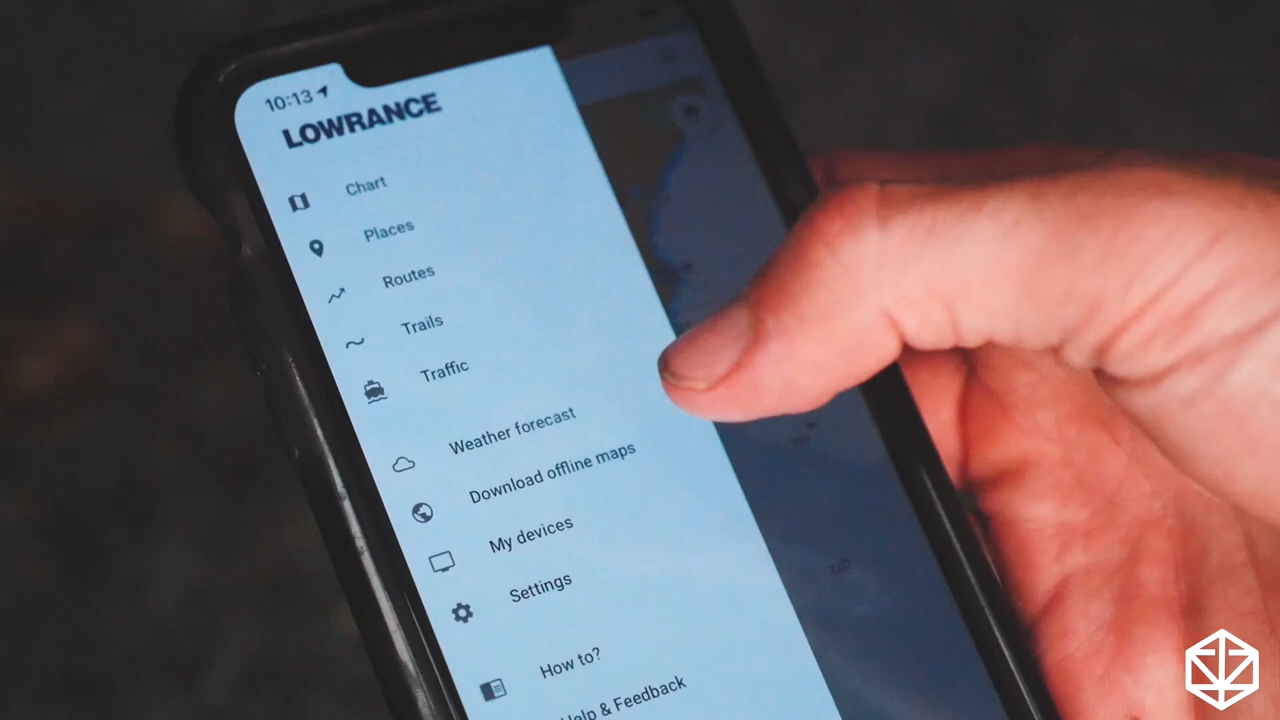 10:13
LOWRANCE
Chart
Places
Routes
Trails
Traffic
Weather forecast
Download offline maps
My devices
Settings
How to?
Help & Feedback